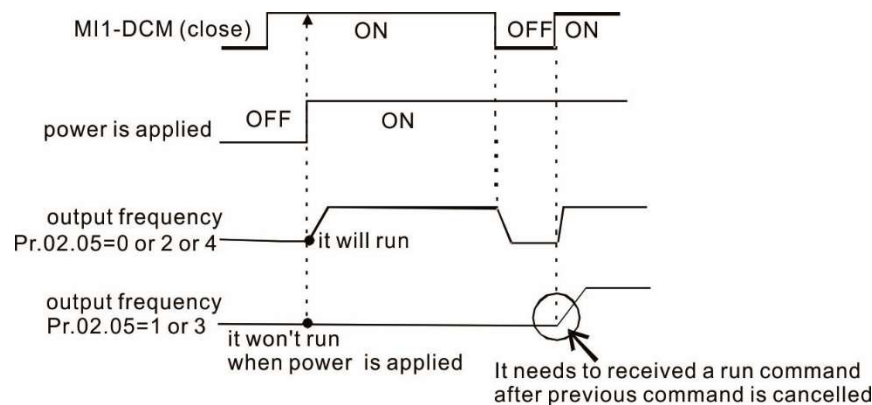 MI1-DCM (close)
ON
OFF
ON
power is applied
OFF
ON
output frequency
Pr.02.05=0 or 2 or 4
it will run
output frequency
Pr.02.05=1 or 3
it won't run
when power is applied
It needs to received a run command
after previous command is cancelled